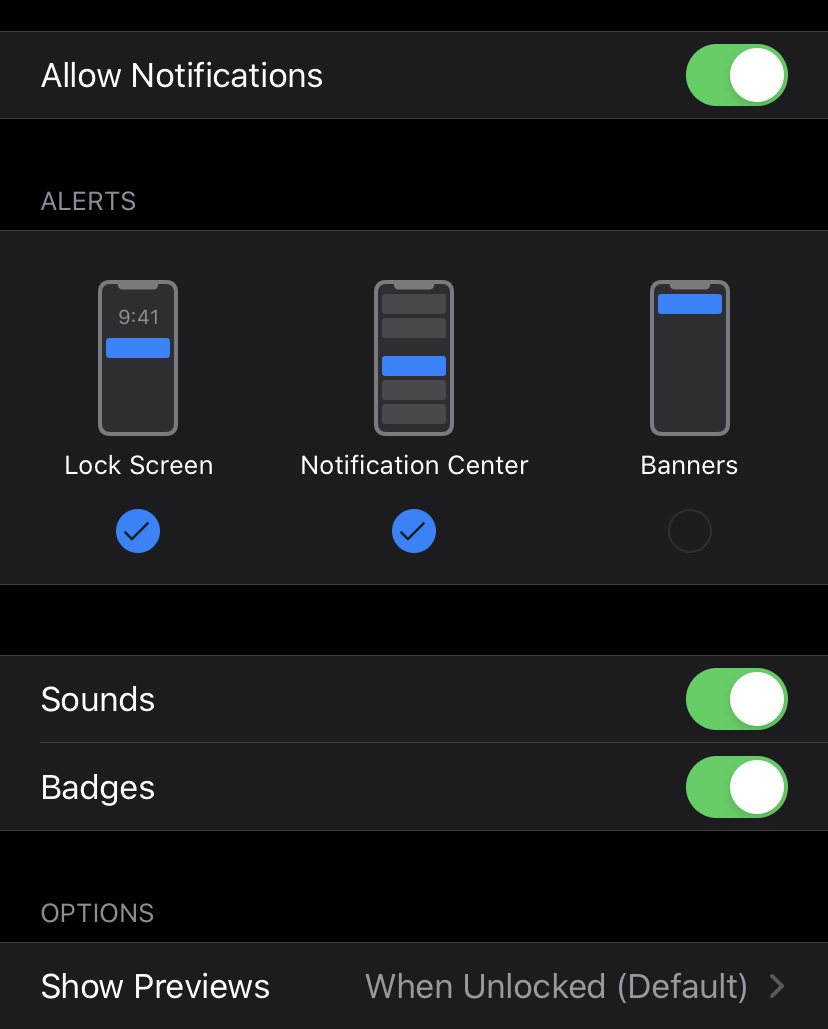 Allow Notifications
ALERTS
9:41
Lock Screen
Notification Center
Banners
Sounds
Badges
OPTIONS
Show Previews When Unlocked (Default)